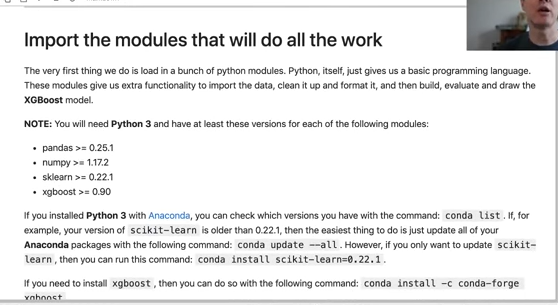 Import the modules that will do all the work
The very first thing we do is load in a bunch of python modules. Python, itself, just gives us a basic programming language.
These modules give us extra functionality to import the data, clean it up and format it, and then build, evaluate and draw the
XGBoost model.
NOTE: You will need Python 3 and have at least these versions for each of the following modules:
• pandas >= 0.25.1
• numpy >= 1.17.2
• sklearn >= 0.22.1
• xgboost >= 0.90
If you installed Python 3 with Anaconda, you can check which versions you have with the command: conda list . If, for
example, your version of scikit-learn is older than 0.22.1, then the easiest thing to do is just update all of your
Anaconda packages with the following command: conda update --all . However, if you only want to update scikit-
learn , then you can run this command: conda install scikit-learn=0.22.1 .
If you need to install xgboost , then you can do so with the following command: conda install -c conda-forge
xgboost